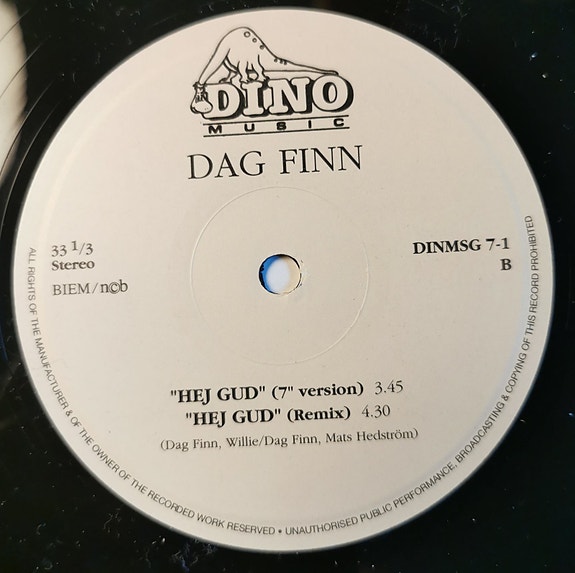 DINO
MUSIC
DAG FINN
33 1/3
Stereo
BIEM/n©b
DINMSG 7-1
B
"HEJ GUD" (7" version) 3.45
"HEJ GUD" (Remix) 4.30
(Dag Finn, Willie/Dag Finn, Mats Hedström)
ALL RIGHTS OF THE MANUFACTURER & OF THE OWNER OF THE RECORDED WORK RESERVED • UNAUTHORISED PUBLIC PERFORMANCE, BROADCASTING & COPYING OF THIS RECORD PROHIBITED